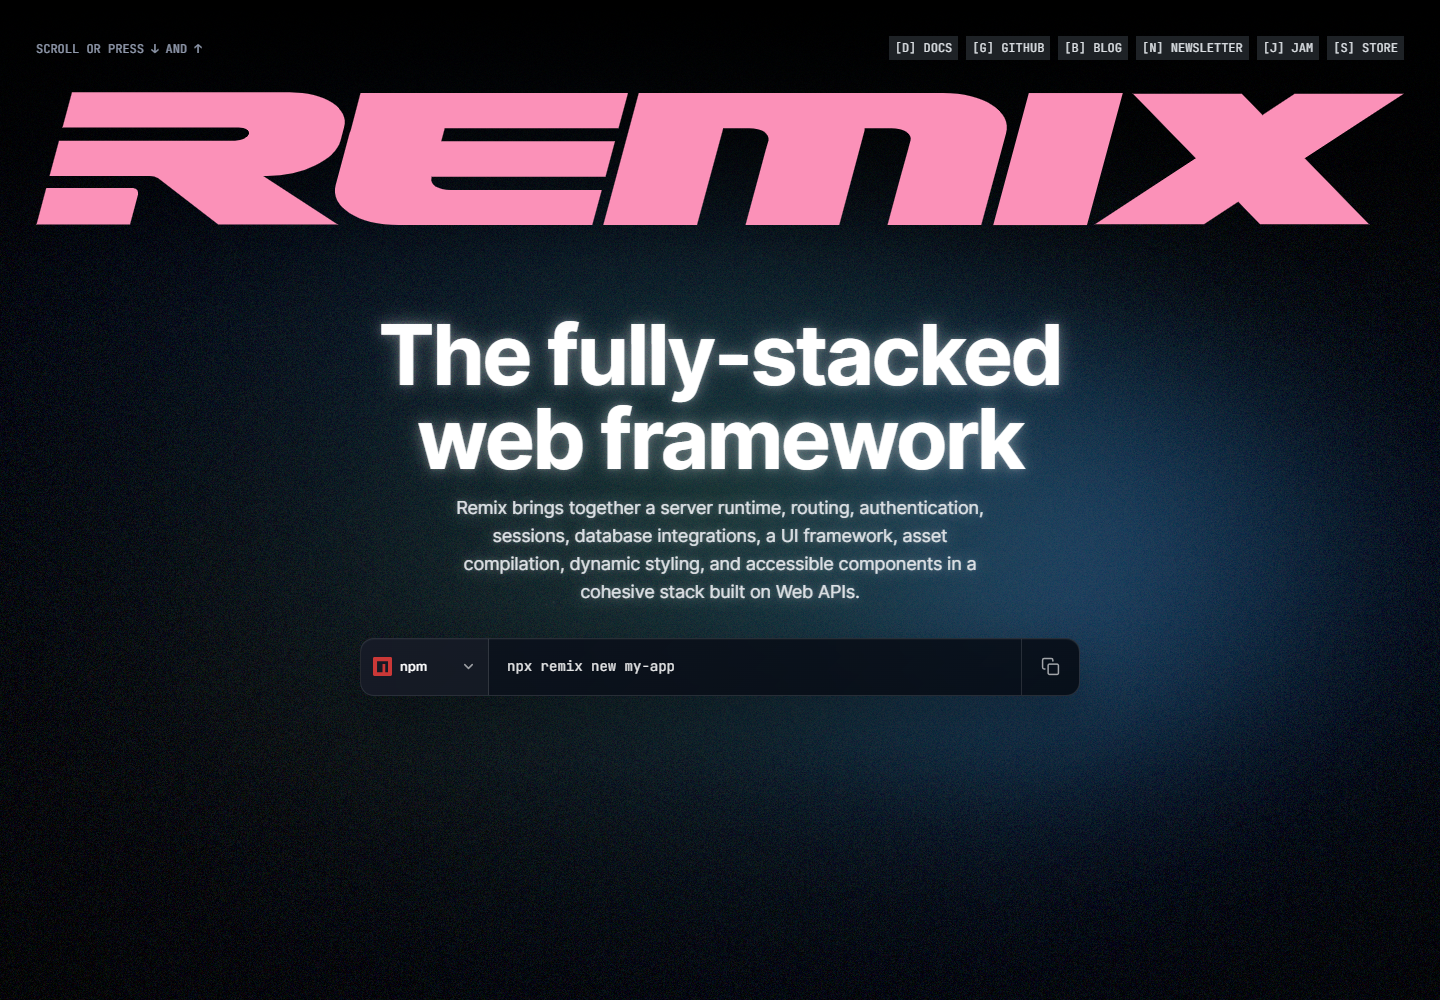 SCROLL OR PRESS ↓ AND ↑
[D] DOCS [G] GITHUB [B] BLOG [N] NEWSLETTER [J] JAM [S] STORE
REMIX
The fully-stacked
web framework
Remix brings together a server runtime, routing, authentication,
sessions, database integrations, a UI framework, asset
compilation, dynamic styling, and accessible components in a
cohesive stack built on Web APIs.
npm
npx remix new my-app